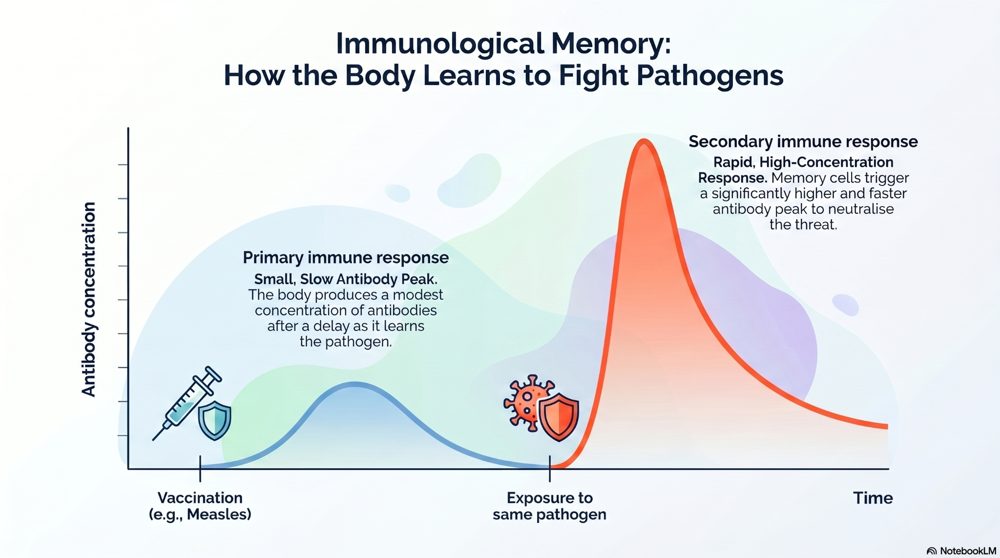 Immunological Memory:
How the Body Learns to Fight Pathogens
Secondary immune response
Rapid, High-Concentration
Response. Memory cells trigger
a significantly higher and faster
antibody peak to neutralise
the threat.
Primary immune response
Small, Slow Antibody Peak.
The body produces a modest
concentration of antibodies
after a delay as it learns
the pathogen.
Antibody concentration
Vaccination
(e.g., Measles)
Exposure to
same pathogen
Time
NotebookLM